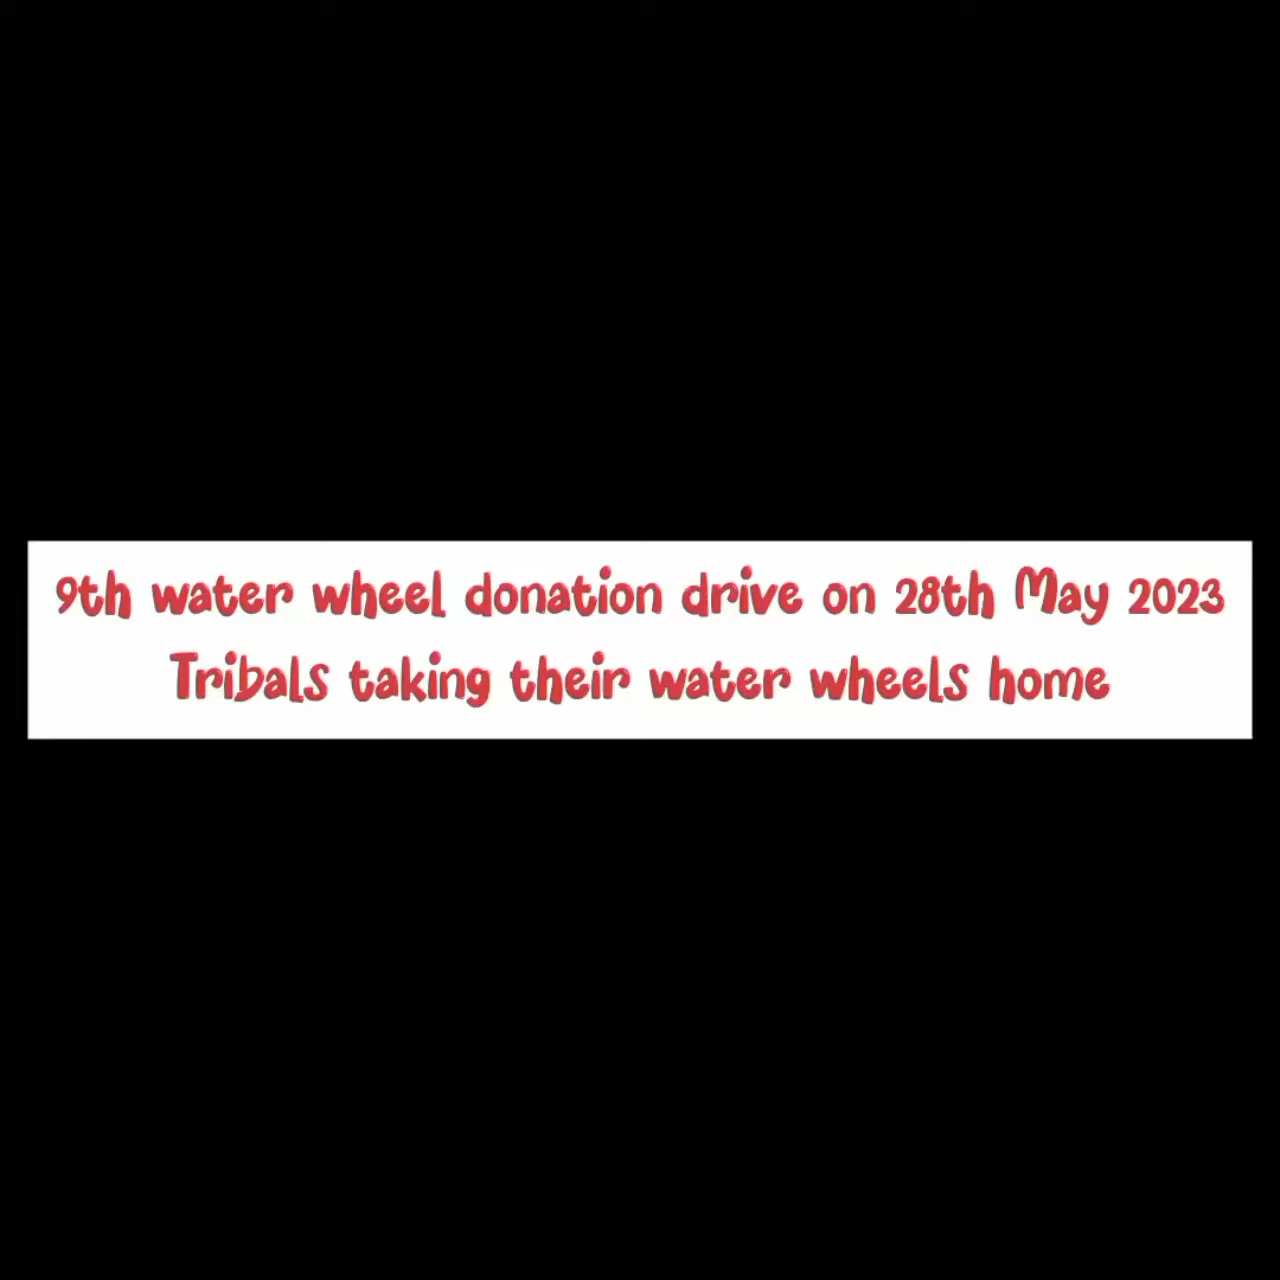 9th water wheel donation drive on 28th May 2023
Tribals taking their water wheels home